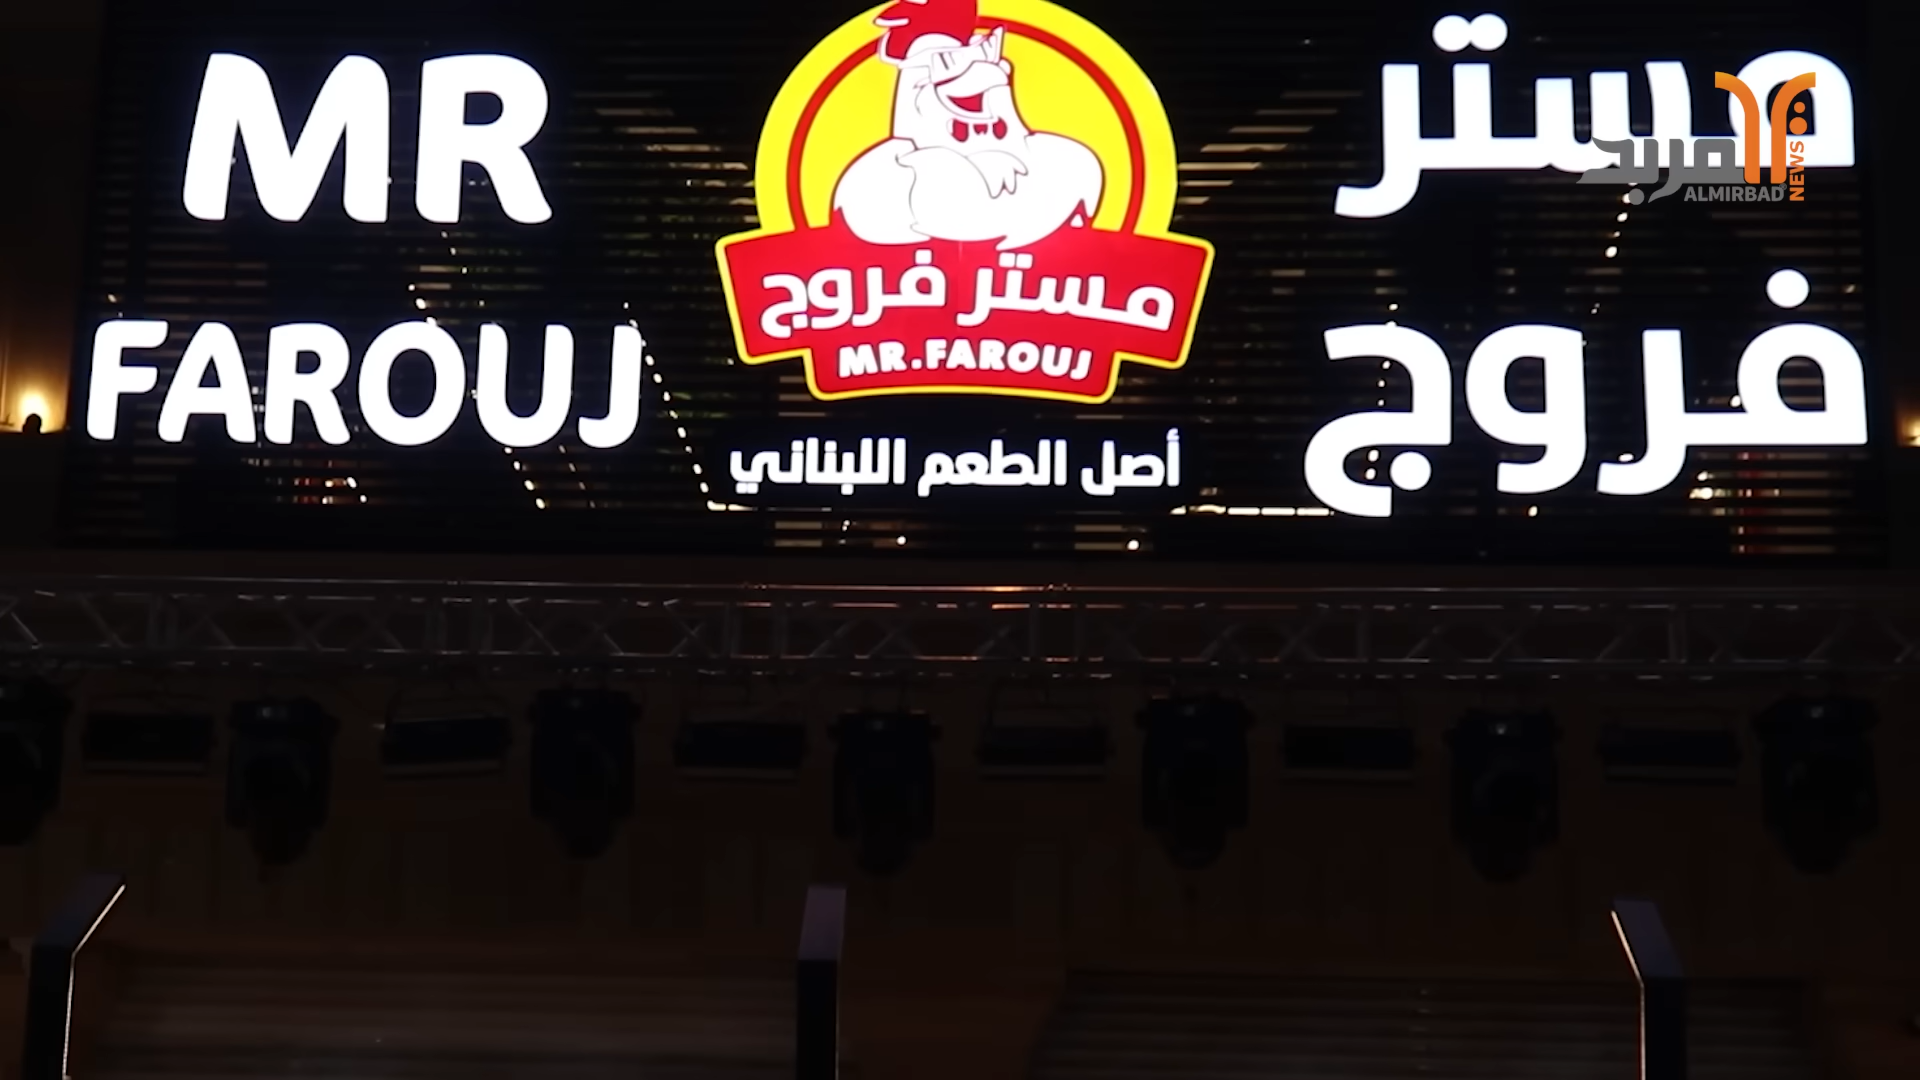 MR
FAROUJ
مستر فروج
MR.FAROUJ
أصل الطعم اللبناني
مستر
فروج
المربد
ALMIRBAD
NEWS